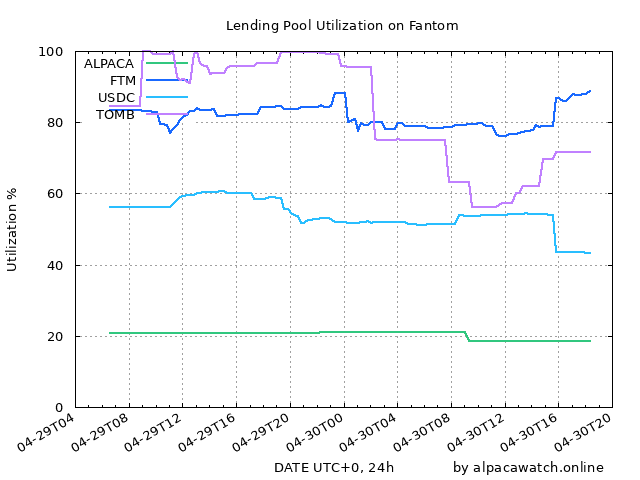 Lending Pool Utilization on Fantom
100
80
60
40
20
0
Utilization %
ALPACA
FTM
USDC
TOMB
04-29T04
04-29T08
04-29T12
04-29T16
04-29T20
04-30T00
04-30T04
04-30T08
04-30T12
04-30T16
04-30T20
DATE UTC+0, 24h
by alpacawatch.online